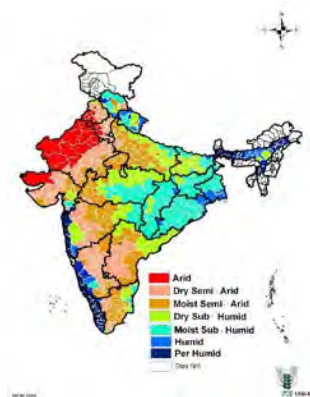 Arid
Dry Semi - Arid
Moist Semi - Arid
Dry Sub - Humid
Moist Sub - Humid
Humid
Per Humid